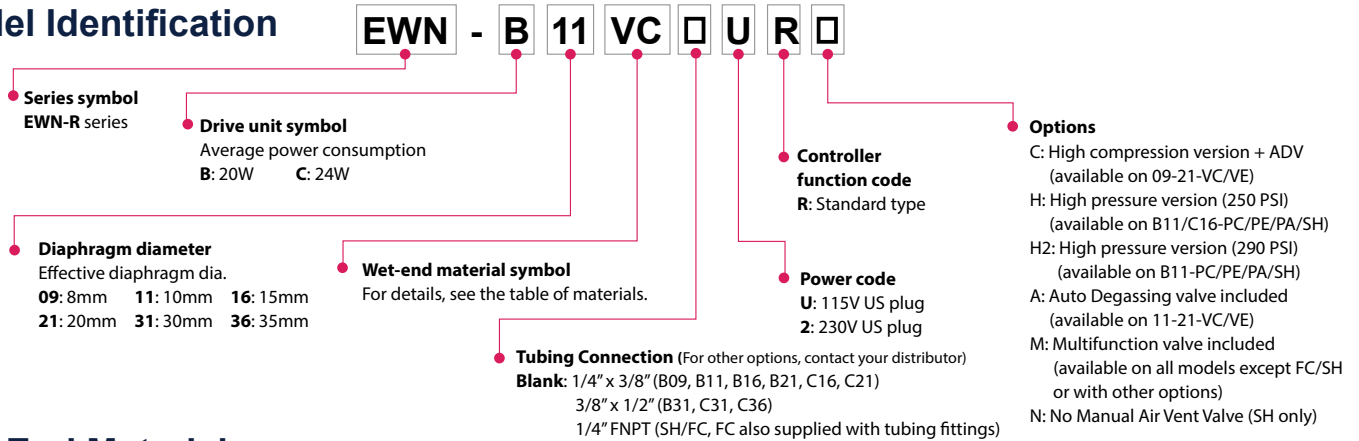 el Identification
EWN - B 11 VC □ U R □
Series symbol
EWN-R series
Drive unit symbol
Average power consumption
B: 20W C: 24W
Diaphragm diameter
Effective diaphragm dia.
09: 8mm 11: 10mm 16: 15mm
21: 20mm 31: 30mm 36: 35mm
Wet-end material symbol
For details, see the table of materials.
Tubing Connection (For other options, contact your distributor)
Blank: 1/4” x 3/8” (B09, B11, B16, B21, C16, C21)
3/8” x 1/2” (B31, C31, C36)
1/4” FNPT (SH/FC, FC also supplied with tubing fittings)
Power code
U: 115V US plug
2: 230V US plug
Controller
function code
R: Standard type
Options
C: High compression version + ADV
(available on 09-21-VC/VE)
H: High pressure version (250 PSI)
(available on B11/C16-PC/PE/PA/SH)
H2: High pressure version (290 PSI)
(available on B11-PC/PE/PA/SH)
A: Auto Degassing valve included
(available on 11-21-VC/VE)
M: Multifunction valve included
(available on all models except FC/SH
or with other options)
N: No Manual Air Vent Valve (SH only)